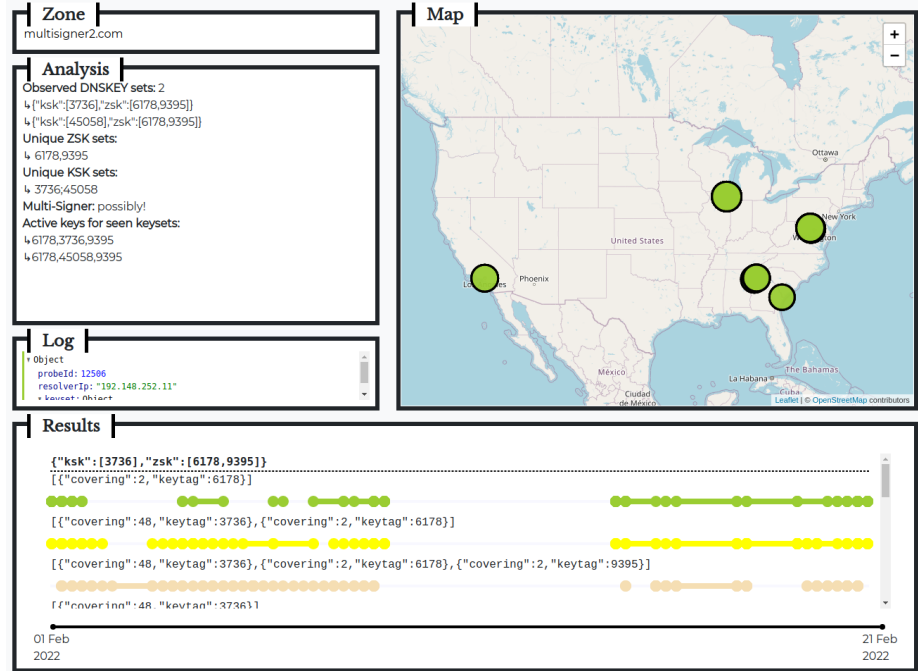 Zone
multisigner2.com
Analysis
Observed DNSKEY sets: 2
↳{"ksk":[3736],"zsk":[6178,9395]}
↳{"ksk":[45058],"zsk":[6178,9395]}
Unique ZSK sets:
↳ 6178,9395
Unique KSK sets:
↳ 3736;45058
Multi-Signer: possibly!
Active keys for seen keysets:
↳6178,3736,9395
↳6178,45058,9395
Log
▾ Object
probeId: 12506
resolverIp: "192.148.252.11"
▾ keyset: Object
Map
+
−
Ottawa
New York
United States
Phoenix
México
Ciudad
de México
La Habana
The Bahamas
Cuba
Leaflet | © OpenStreetMap contributors
Results
{"ksk":[3736],"zsk":[6178,9395]}
[{"covering":2,"keytag":6178}]
[{"covering":48,"keytag":3736},{"covering":2,"keytag":6178}]
[{"covering":48,"keytag":3736},{"covering":2,"keytag":6178},{"covering":2,"keytag":9395}]
[{"covering":48,"keytag":3736}]
01 Feb
2022
21 Feb
2022